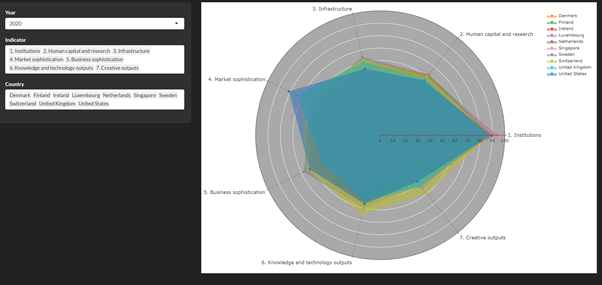 Year
2020
Indicator
1. Institutions 2. Human capital and research 3. Infrastructure
4. Market sophistication 5. Business sophistication
6. Knowledge and technology outputs 7. Creative outputs
Country
Denmark Finland Ireland Luxembourg Netherlands Singapore Sweden
Switzerland United Kingdom United States
3. Infrastructure
2. Human capital and research
4. Market sophistication
0 10 20 30 40 50 60 70 80 90 100
1. Institutions
5. Business sophistication
7. Creative outputs
6. Knowledge and technology outputs
Denmark
Finland
Ireland
Luxembourg
Netherlands
Singapore
Sweden
Switzerland
United Kingdom
United States